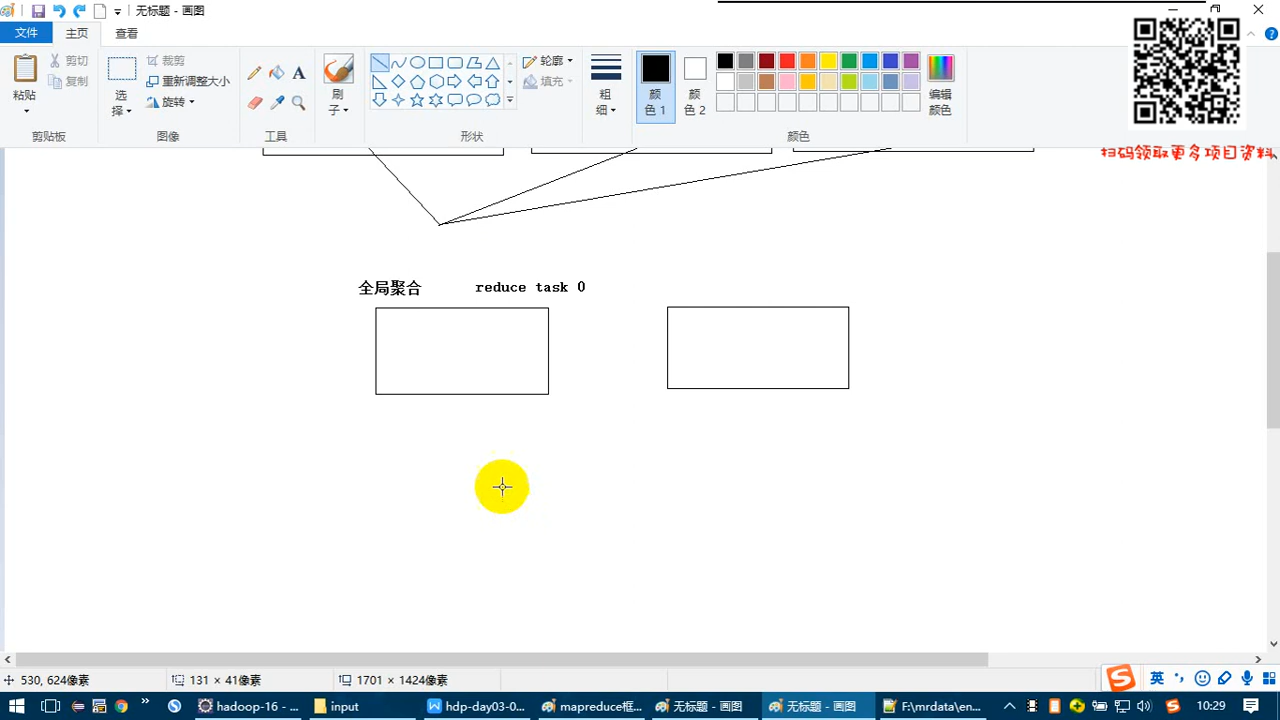 无标题 - 画图
文件
主页
查看
粘贴
剪切
复制
剪贴板
选择
裁剪
重新调整大小
旋转
图像
A
工具
刷子
轮廓
填充
形状
粗细
颜色 1
颜色 2
编辑颜色
颜色
扫码领取更多项目资料
全局聚合
reduce task 0
530, 624像素
131 × 41像素
1701 × 1424像素
英
hadoop-16 - ...
input
hdp-day03-0...
mapreduce框...
无标题 - 画图
无标题 - 画图
F:\mrdata\en...
10:29